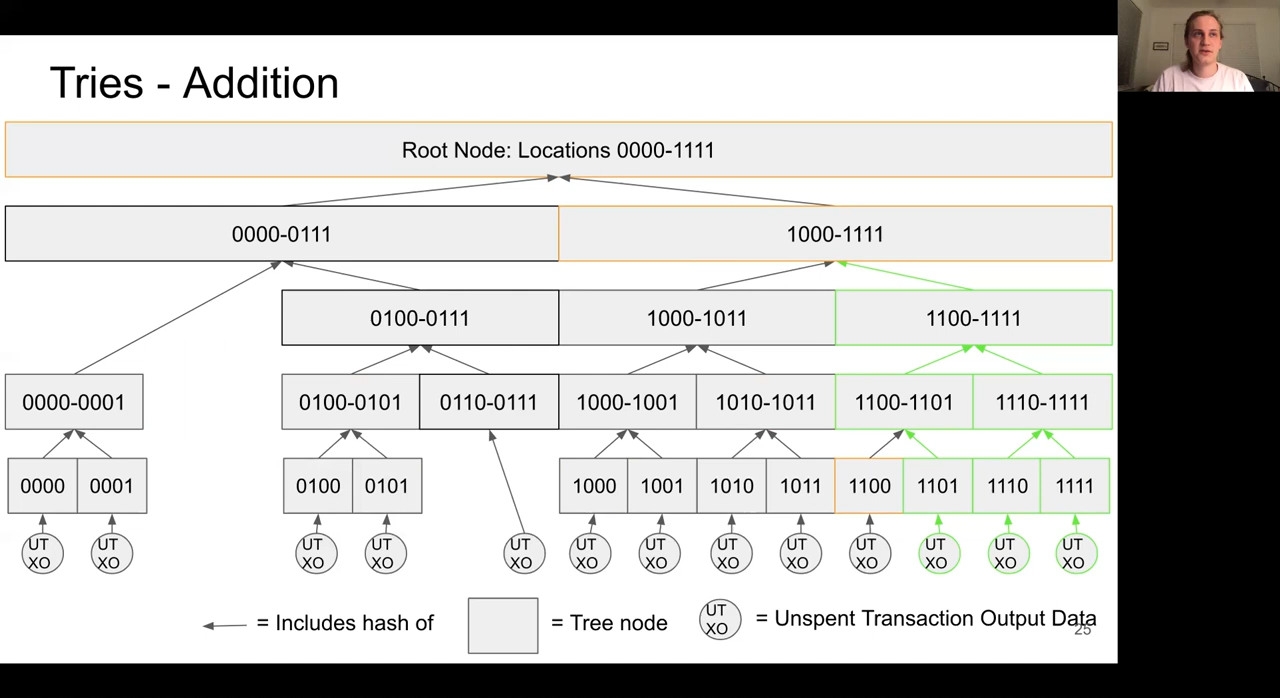 Tries - Addition
Root Node: Locations 0000-1111
0000-0111
1000-1111
0100-0111
1000-1011
1100-1111
0000-0001
0100-0101
0110-0111
1000-1001
1010-1011
1100-1101
1110-1111
0000
0001
0100
0101
1000
1001
1010
1011
1100
1101
1110
1111
UT
XO
UT
XO
UT
XO
UT
XO
UT
XO
UT
XO
UT
XO
UT
XO
UT
XO
UT
XO
UT
XO
UT
XO
UT
XO
= Includes hash of
= Tree node
UT
XO
= Unspent Transaction Output Data
25